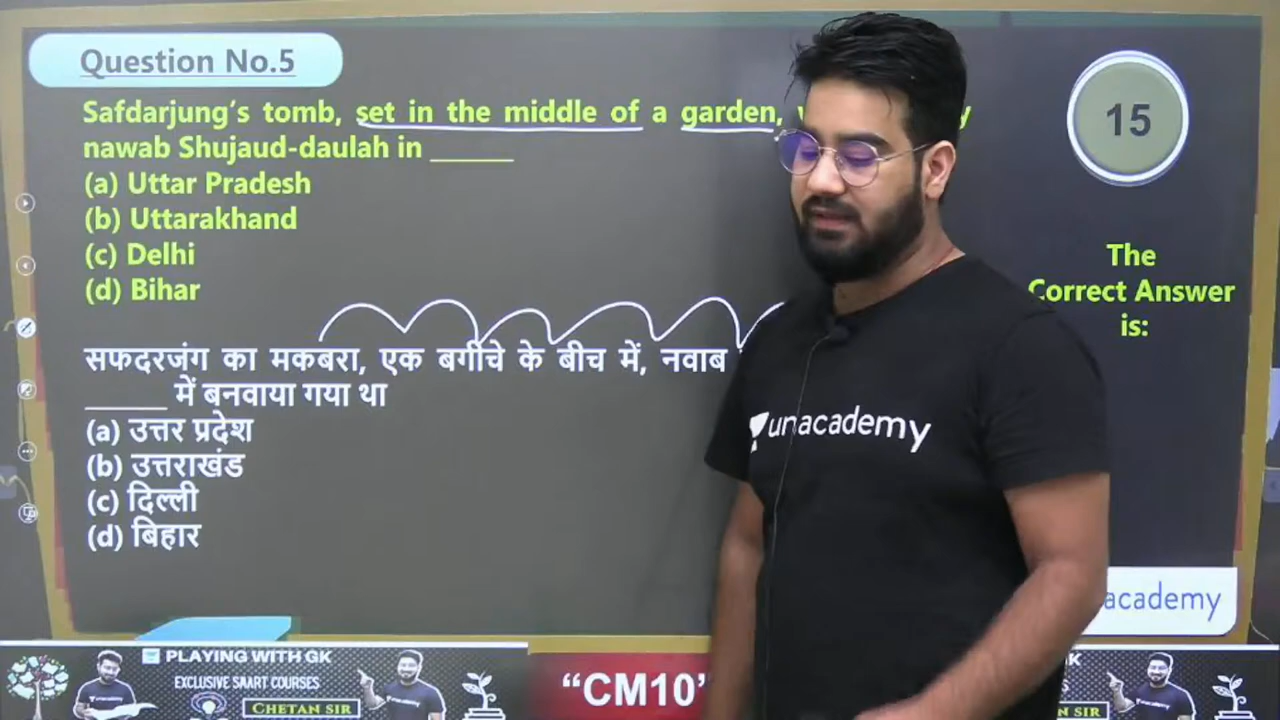 Question No.5
Safdarjung's tomb, set in the middle of a garden,
nawab Shujaud-daulah in ______
(a) Uttar Pradesh
(b) Uttarakhand
(c) Delhi
(d) Bihar
सफदरजंग का मकबरा, एक बगीचे के बीच में, नवाब
______ में बनवाया गया था
(a) उत्तर प्रदेश
(b) उत्तराखंड
(c) दिल्ली
(d) बिहार
15
The
Correct Answer
is:
unacademy
academy
PLAYING WITH GK
EXCLUSIVE SAART COURSES
CHETAN SIR
"CM10"